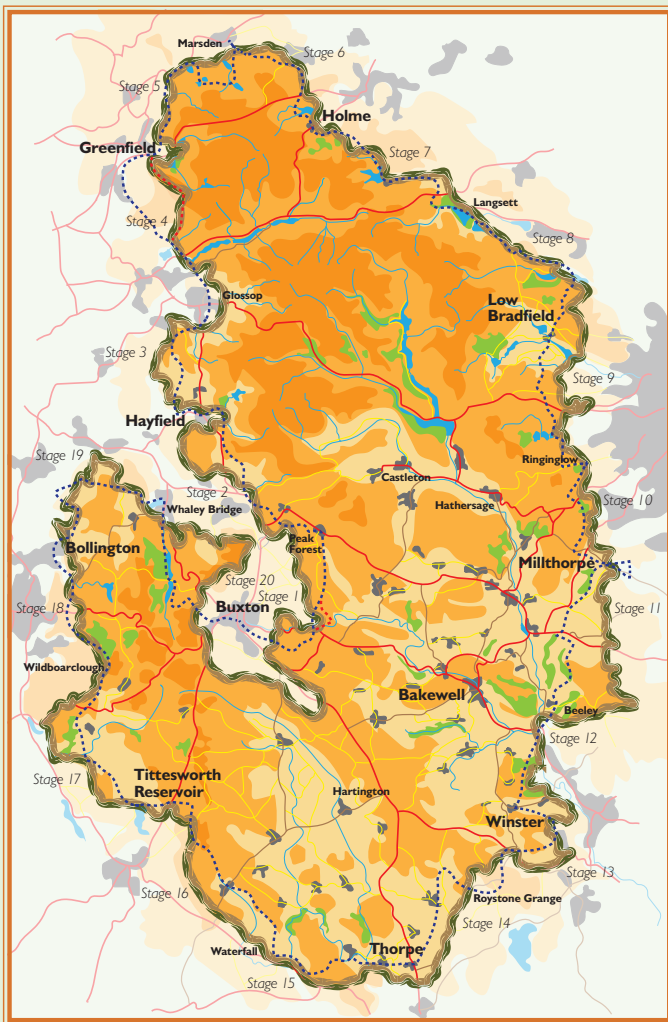 Marsden
Stage 6
Stage 5
Holme
Greenfield
Stage 7
Langsett
Stage 4
Stage 8
Glossop
Low
Bradfield
Stage 3
Stage 9
Hayfield
Ringinglow
Stage 19
Castleton
Stage 2
Hathersage
Stage 10
Whaley Bridge
Peak
Forest
Bollington
Millthorpe
Stage 20
Stage 1
Stage 18
Buxton
Stage 11
Wildboarclough
Bakewell
Beeley
Stage 12
Stage 17
Tittesworth
Reservoir
Hartington
Winster
Stage 13
Stage 16
Roystone Grange
Stage 14
Waterfall
Thorpe
Stage 15